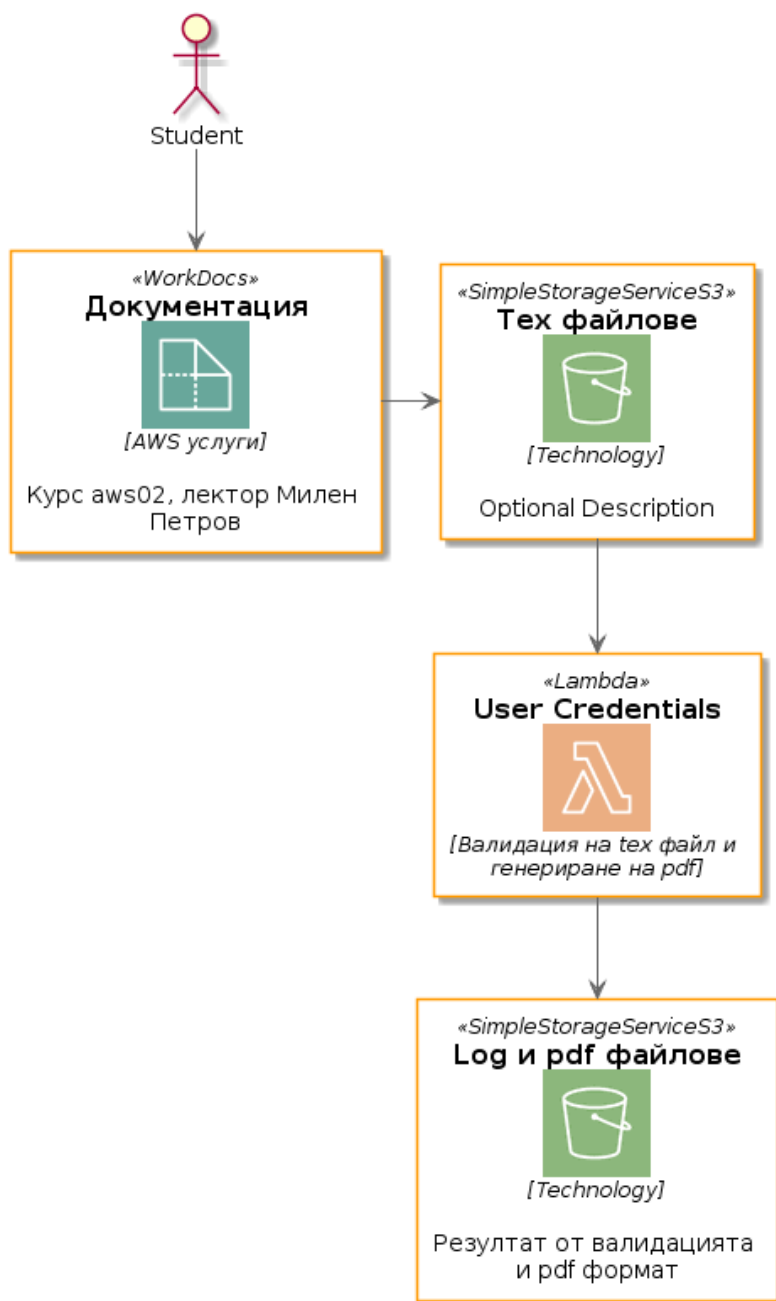 Student
«WorkDocs»
Документация
[AWS услуги]
Курс aws02, лектор Милен
Петров
«SimpleStorageServiceS3»
Tex файлове
[Technology]
Optional Description
«Lambda»
User Credentials
[Валидация на tex файл и
генериране на pdf]
«SimpleStorageServiceS3»
Log и pdf файлове
[Technology]
Резултат от валидацията
и pdf формат